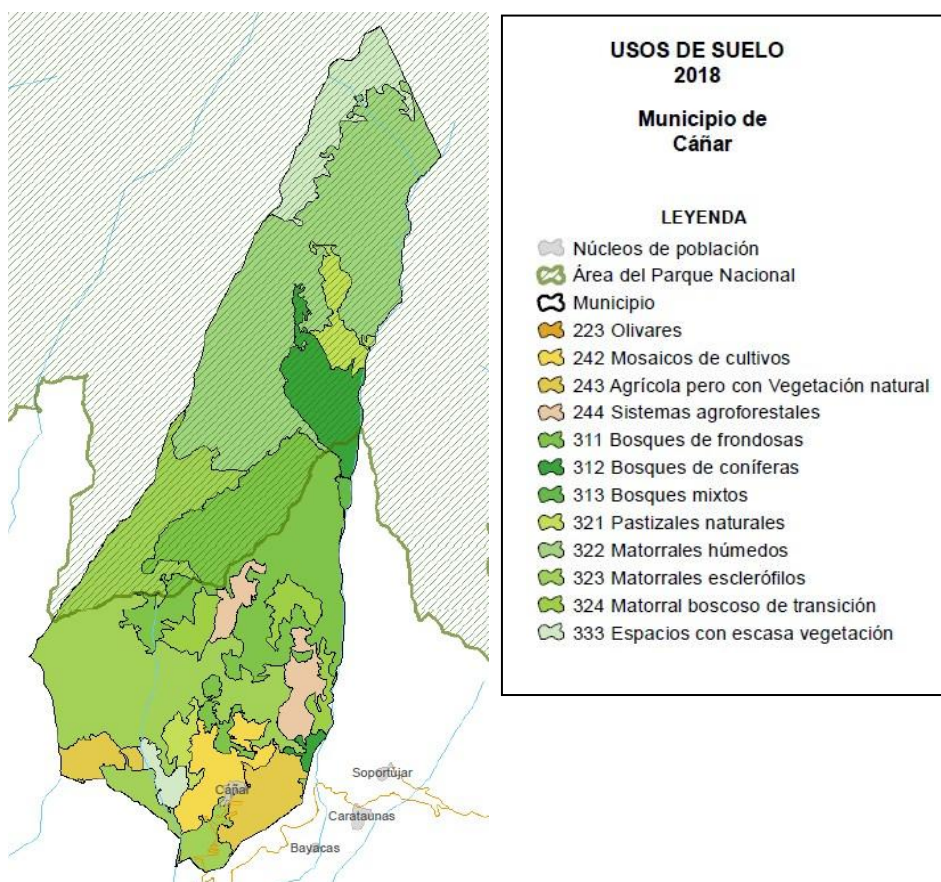 USOS DE SUELO
2018
Municipio de
Cáñar
LEYENDA
Núcleos de población
Área del Parque Nacional
Municipio
223 Olivares
242 Mosaicos de cultivos
243 Agrícola pero con Vegetación natural
244 Sistemas agroforestales
311 Bosques de frondosas
312 Bosques de coníferas
313 Bosques mixtos
321 Pastizales naturales
322 Matorrales húmedos
323 Matorrales esclerófilos
324 Matorral boscoso de transición
333 Espacios con escasa vegetación
Soportújar
Cáñar
Carataunas
Bayacas